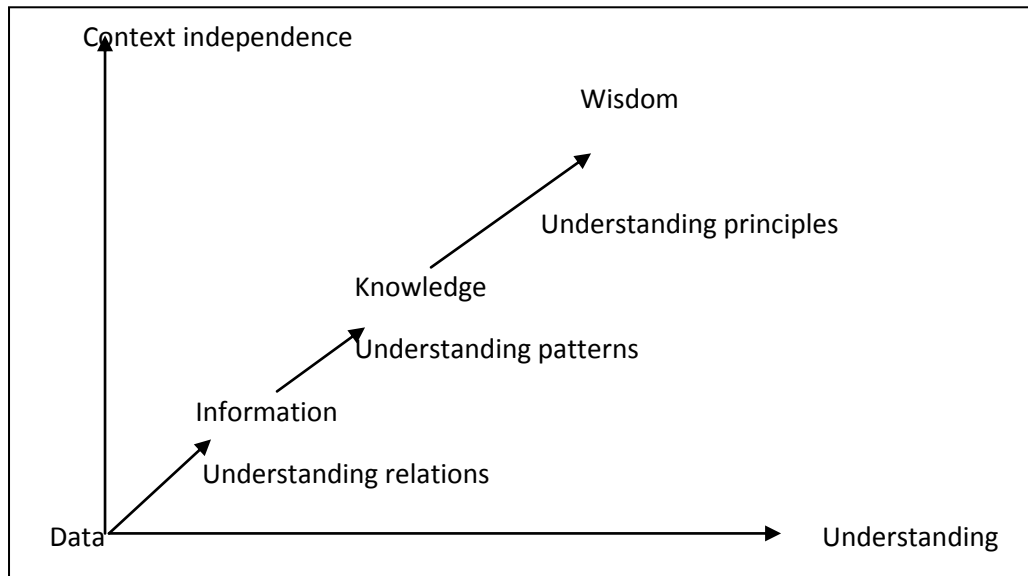 Context independence
Wisdom
Understanding principles
Knowledge
Understanding patterns
Information
Understanding relations
Data
Understanding